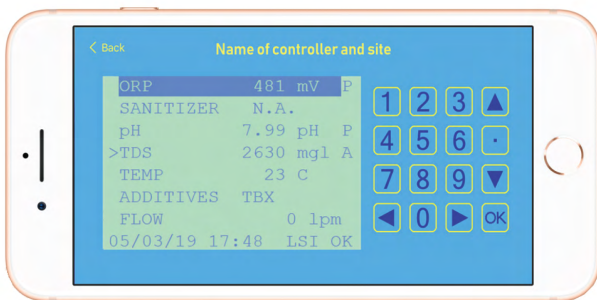 < Back
Name of controller and site
ORP 481 mV P
SANITIZER N.A.
pH 7.99 pH P
>TDS 2630 mgl A
TEMP 23 C
ADDITIVES TBX
FLOW 0 lpm
05/03/19 17:48 LSI OK
1 2 3 ▲
4 5 6 ·
7 8 9 ▼
◀ 0 ▶ OK